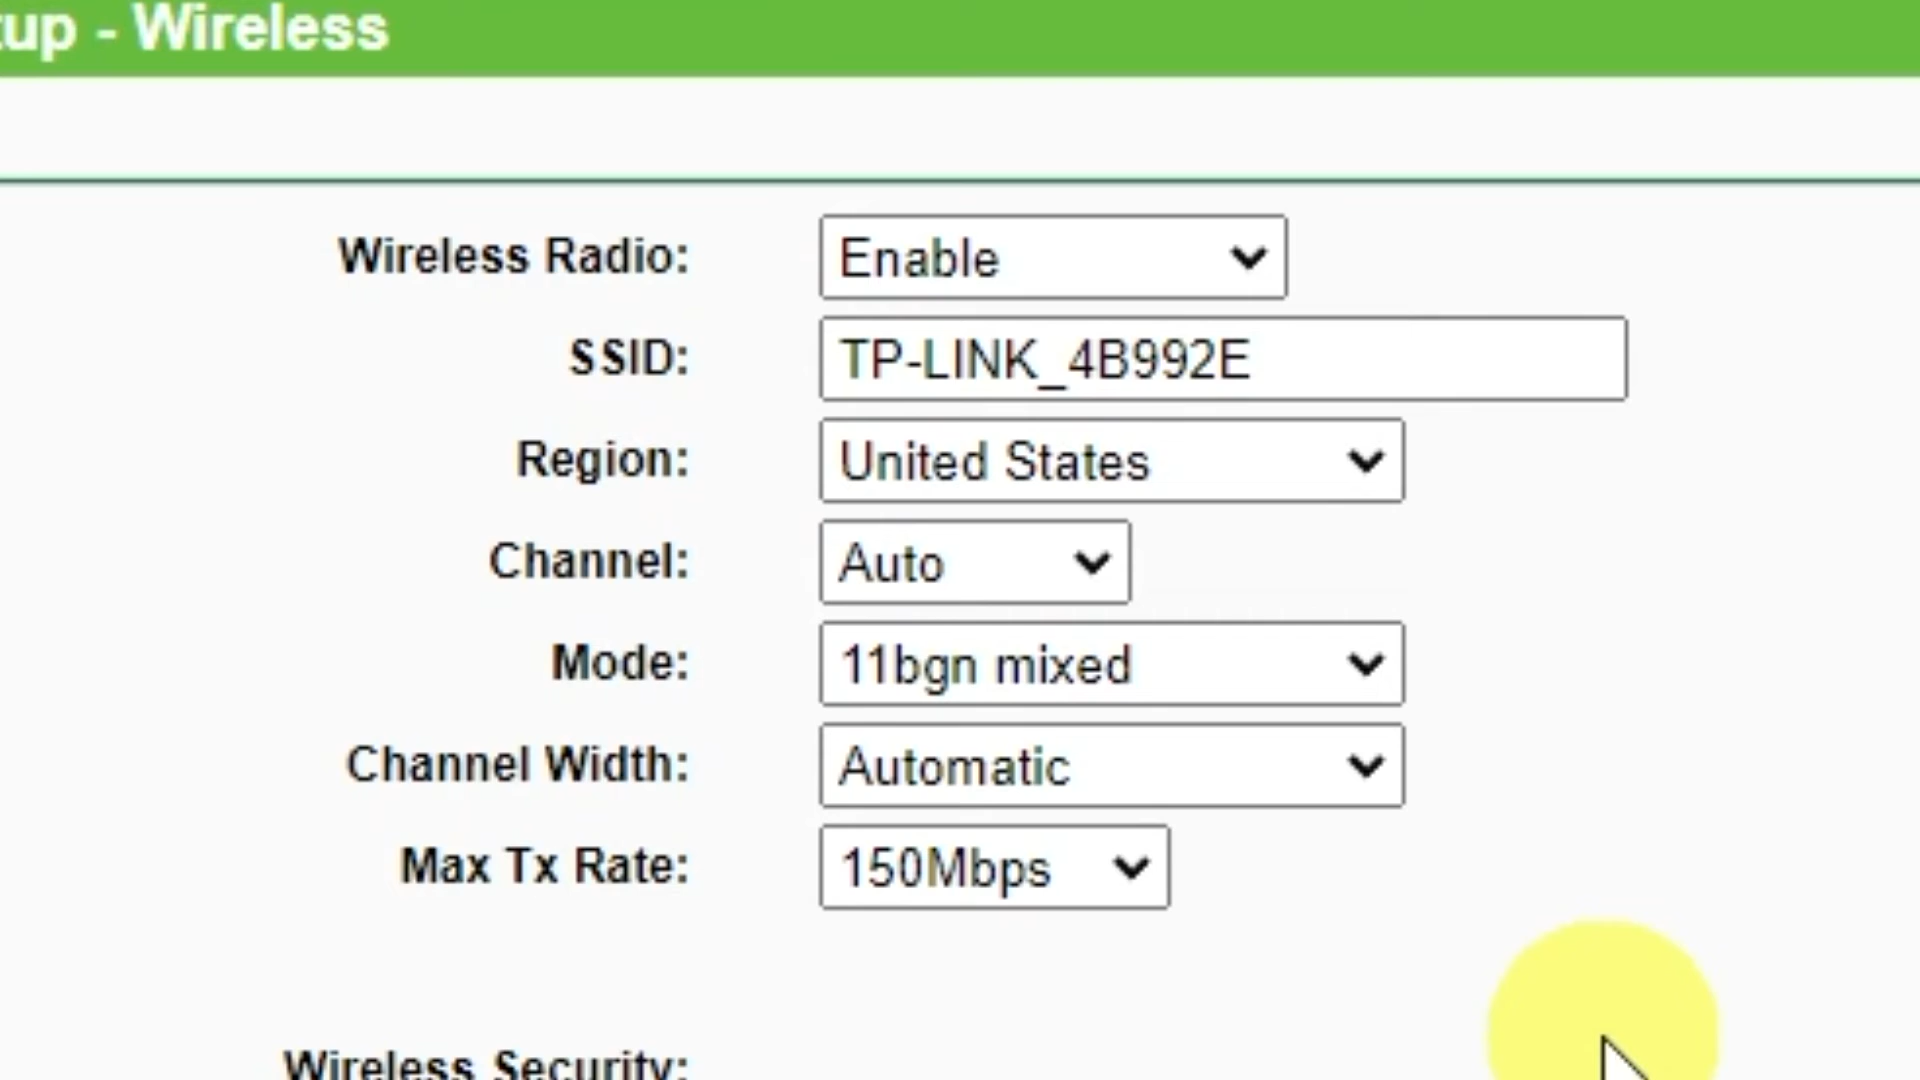 tup - Wireless
Wireless Radio: Enable
SSID: TP-LINK_4B992E
Region: United States
Channel: Auto
Mode: 11bgn mixed
Channel Width: Automatic
Max Tx Rate: 150Mbps
Wireless Security: